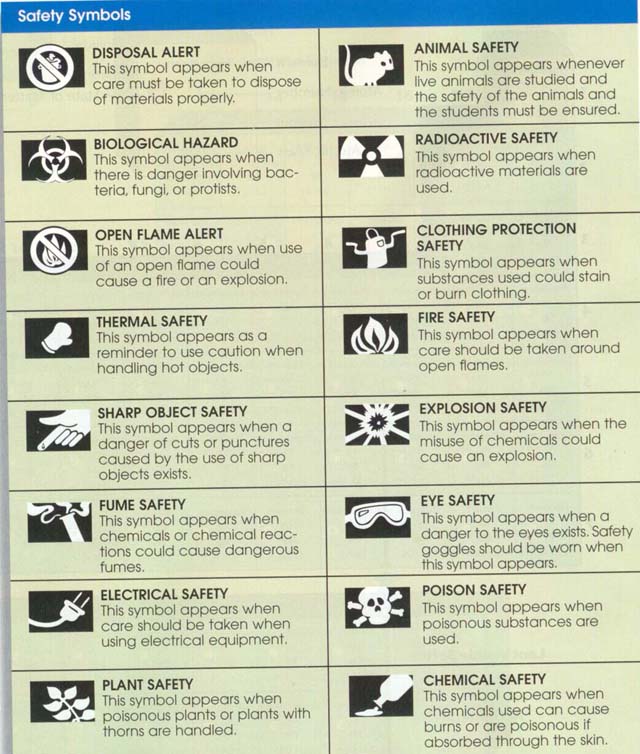 Safety Symbols
DISPOSAL ALERT
This symbol appears when
care must be taken to dispose
of materials properly.
ANIMAL SAFETY
This symbol appears whenever
live animals are studied and
the safety of the animals and
the students must be ensured.
BIOLOGICAL HAZARD
This symbol appears when
there is danger involving bac-
teria, fungi, or protists.
RADIOACTIVE SAFETY
This symbol appears when
radioactive materials are
used.
OPEN FLAME ALERT
This symbol appears when use
of an open flame could
cause a fire or an explosion.
CLOTHING PROTECTION
SAFETY
This symbol appears when
substances used could stain
or burn clothing.
THERMAL SAFETY
This symbol appears as a
reminder to use caution when
handling hot objects.
FIRE SAFETY
This symbol appears when
care should be taken around
open flames.
SHARP OBJECT SAFETY
This symbol appears when a
danger of cuts or punctures
caused by the use of sharp
objects exists.
EXPLOSION SAFETY
This symbol appears when the
misuse of chemicals could
cause an explosion.
FUME SAFETY
This symbol appears when
chemicals or chemical reac-
tions could cause dangerous
fumes.
EYE SAFETY
This symbol appears when a
danger to the eyes exists. Safety
goggles should be worn when
this symbol appears.
ELECTRICAL SAFETY
This symbol appears when
care should be taken when
using electrical equipment.
POISON SAFETY
This symbol appears when
poisonous substances are
used.
PLANT SAFETY
This symbol appears when
poisonous plants or plants with
thorns are handled.
CHEMICAL SAFETY
This symbol appears when
chemicals used can cause
burns or are poisonous if
absorbed through the skin.